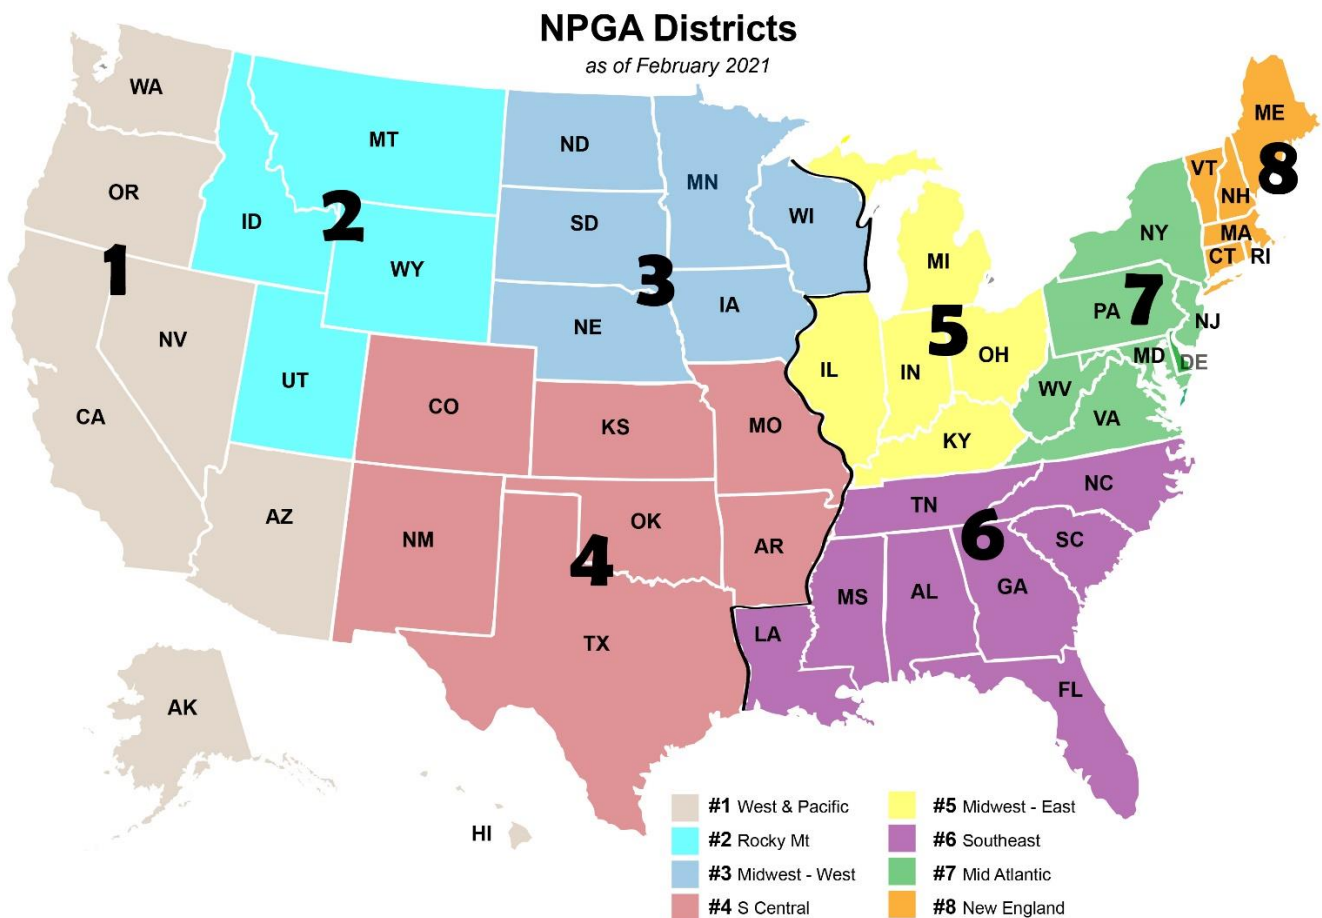 NPGA Districts
as of February 2021
WA
OR
CA
NV
AZ
AK
HI
1
MT
ID
WY
UT
2
ND
SD
NE
MN
WI
IA
3
CO
KS
MO
NM
OK
AR
TX
4
MI
IL
IN
OH
KY
5
TN
NC
SC
MS
AL
GA
LA
FL
6
NY
PA
NJ
MD
DE
WV
VA
7
ME
VT
NH
MA
CT
RI
8
#1 West & Pacific
#2 Rocky Mt
#3 Midwest - West
#4 S Central
#5 Midwest - East
#6 Southeast
#7 Mid Atlantic
#8 New England